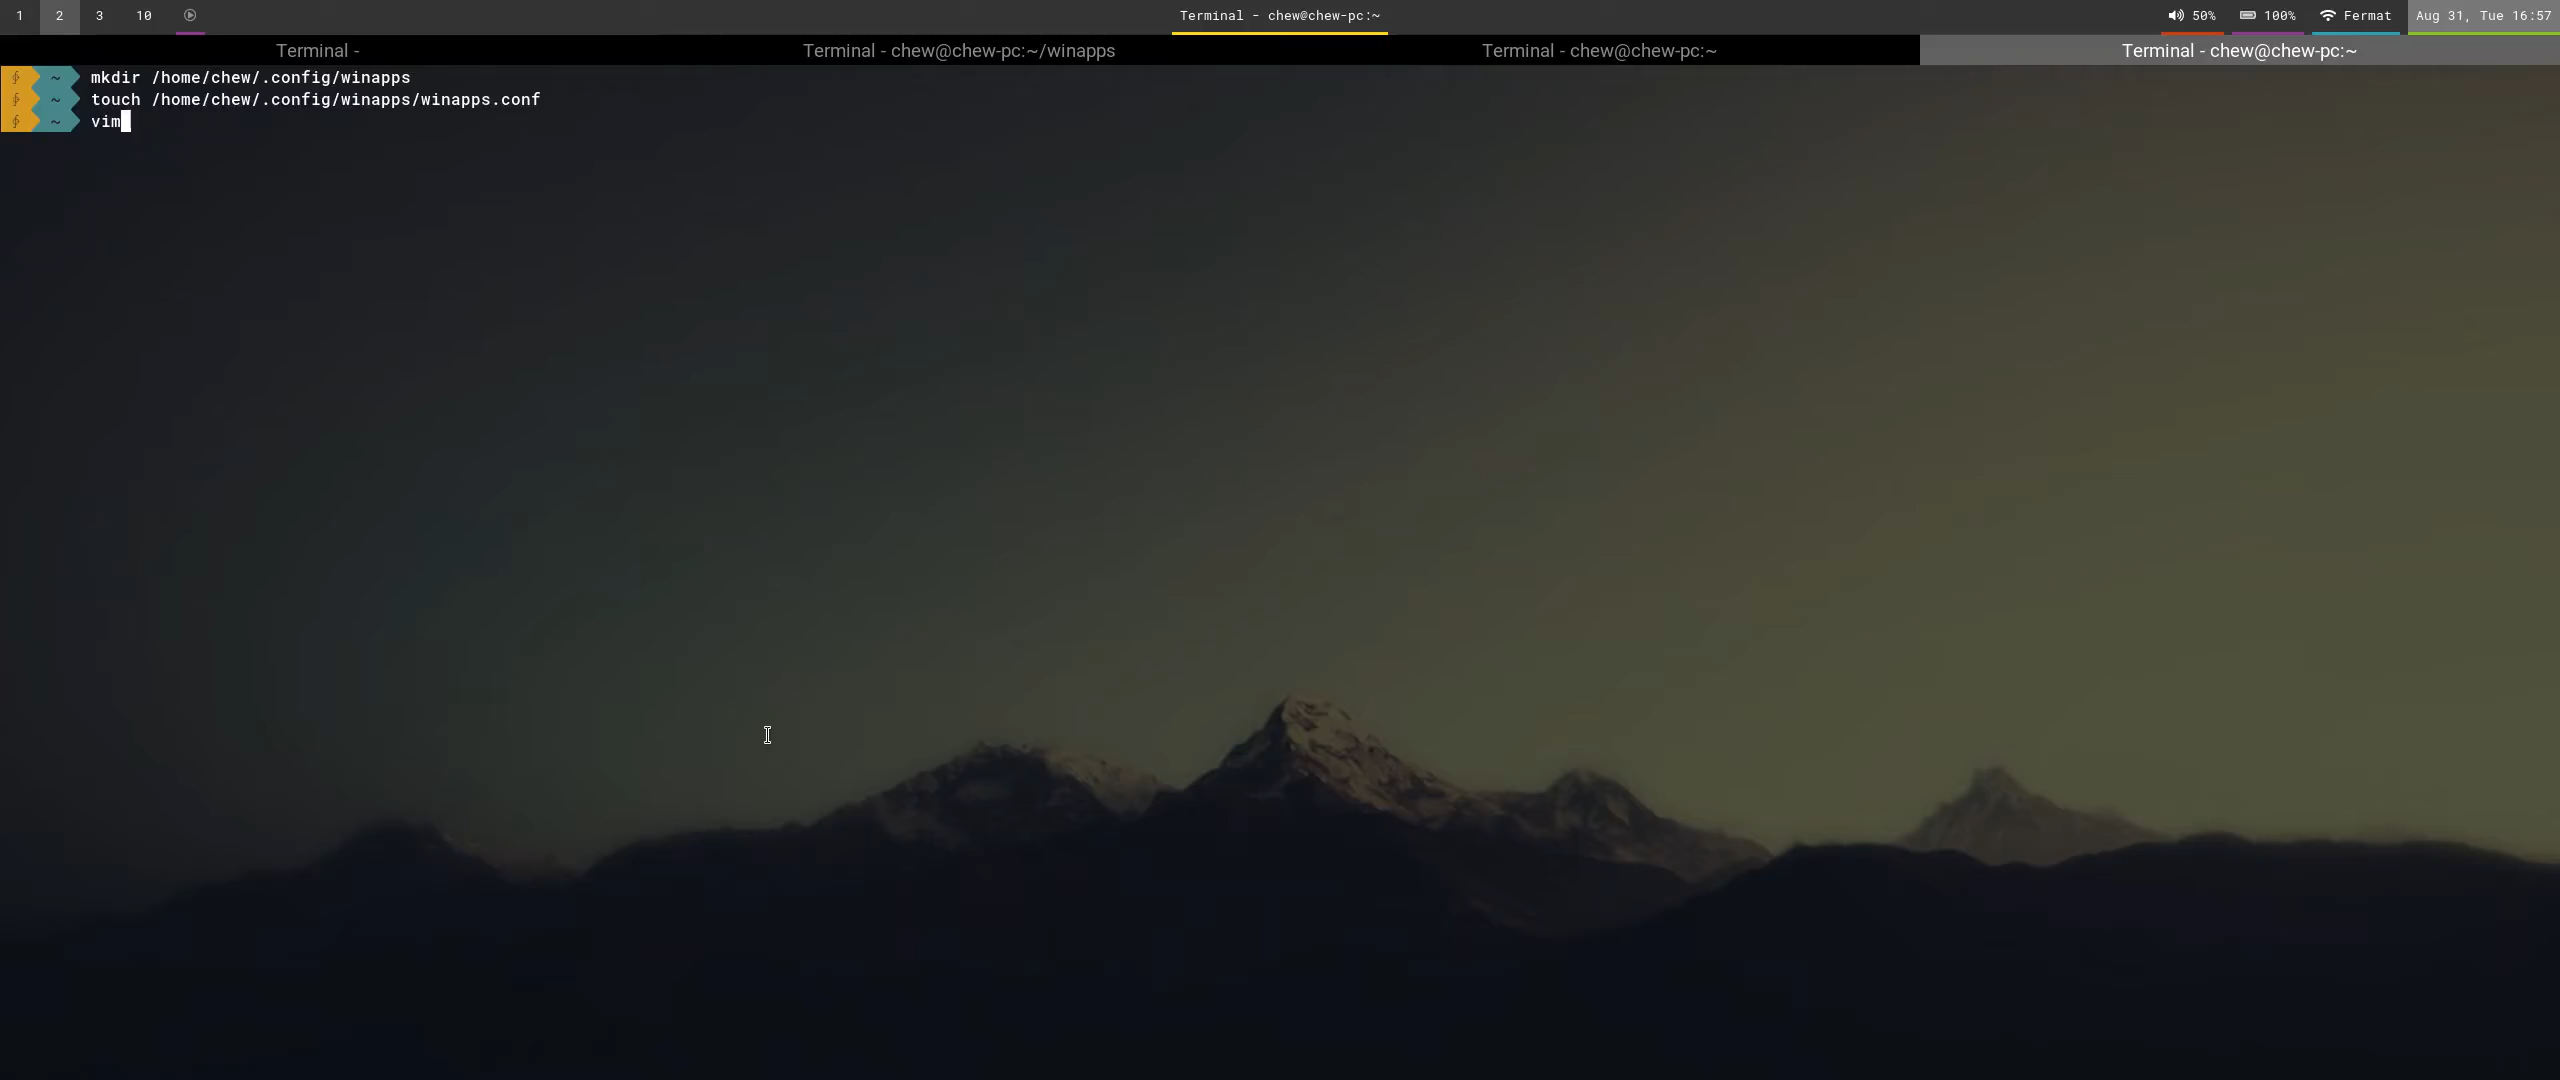 1 2 3 10 Terminal - chew@chew-pc:~ 50% 100% Fermat Aug 31, Tue 16:57
Terminal - Terminal - chew@chew-pc:~/winapps Terminal - chew@chew-pc:~ Terminal - chew@chew-pc:~
~ mkdir /home/chew/.config/winapps
~ touch /home/chew/.config/winapps/winapps.conf
~ vim